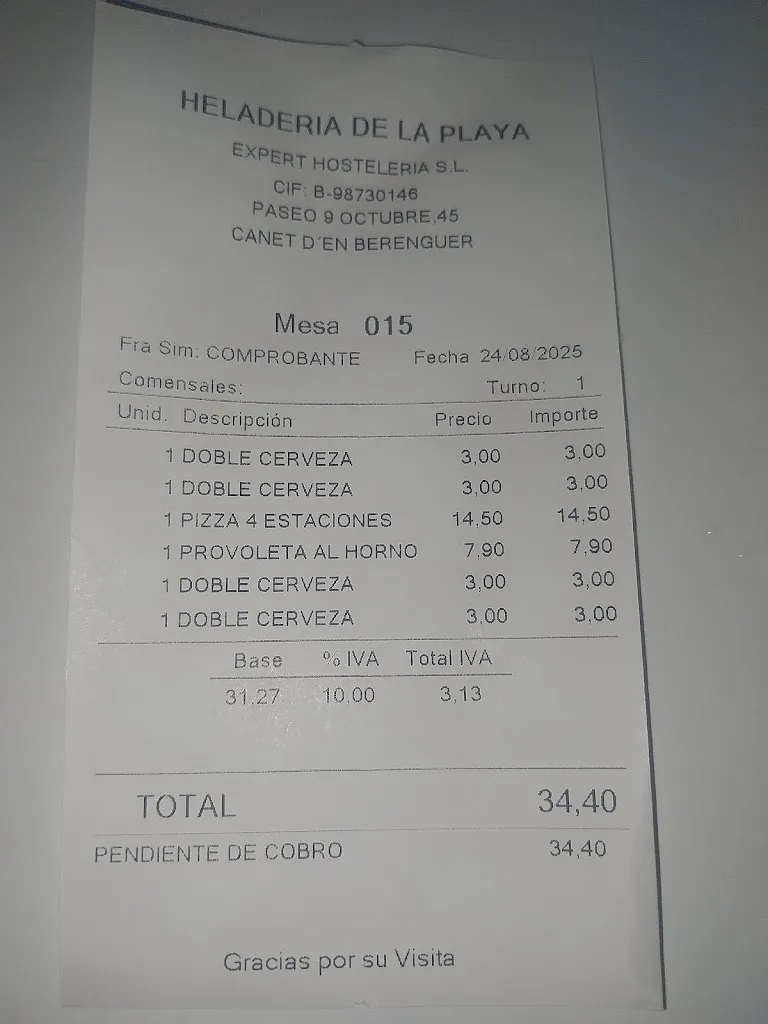 HELADERIA DE LA PLAYA
EXPERT HOSTELERIA S.L.
CIF: B-98730146
PASEO 9 OCTUBRE,45
CANET D´EN BERENGUER
Mesa 015
Fra Sim: COMPROBANTE Fecha 24/08/2025
Comensales: Turno: 1
Unid. Descripción Precio Importe
1 DOBLE CERVEZA 3,00 3,00
1 DOBLE CERVEZA 3,00 3,00
1 PIZZA 4 ESTACIONES 14,50 14,50
1 PROVOLETA AL HORNO 7,90 7,90
1 DOBLE CERVEZA 3,00 3,00
1 DOBLE CERVEZA 3,00 3,00
Base % IVA Total IVA
31,27 10,00 3,13
TOTAL 34,40
PENDIENTE DE COBRO 34,40
Gracias por su Visita